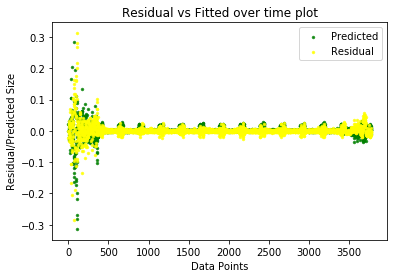 Residual vs Fitted over time plot
Predicted
Residual
0.3
0.2
0.1
0.0
-0.1
-0.2
-0.3
Residual/Predicted Size
0 500 1000 1500 2000 2500 3000 3500
Data Points